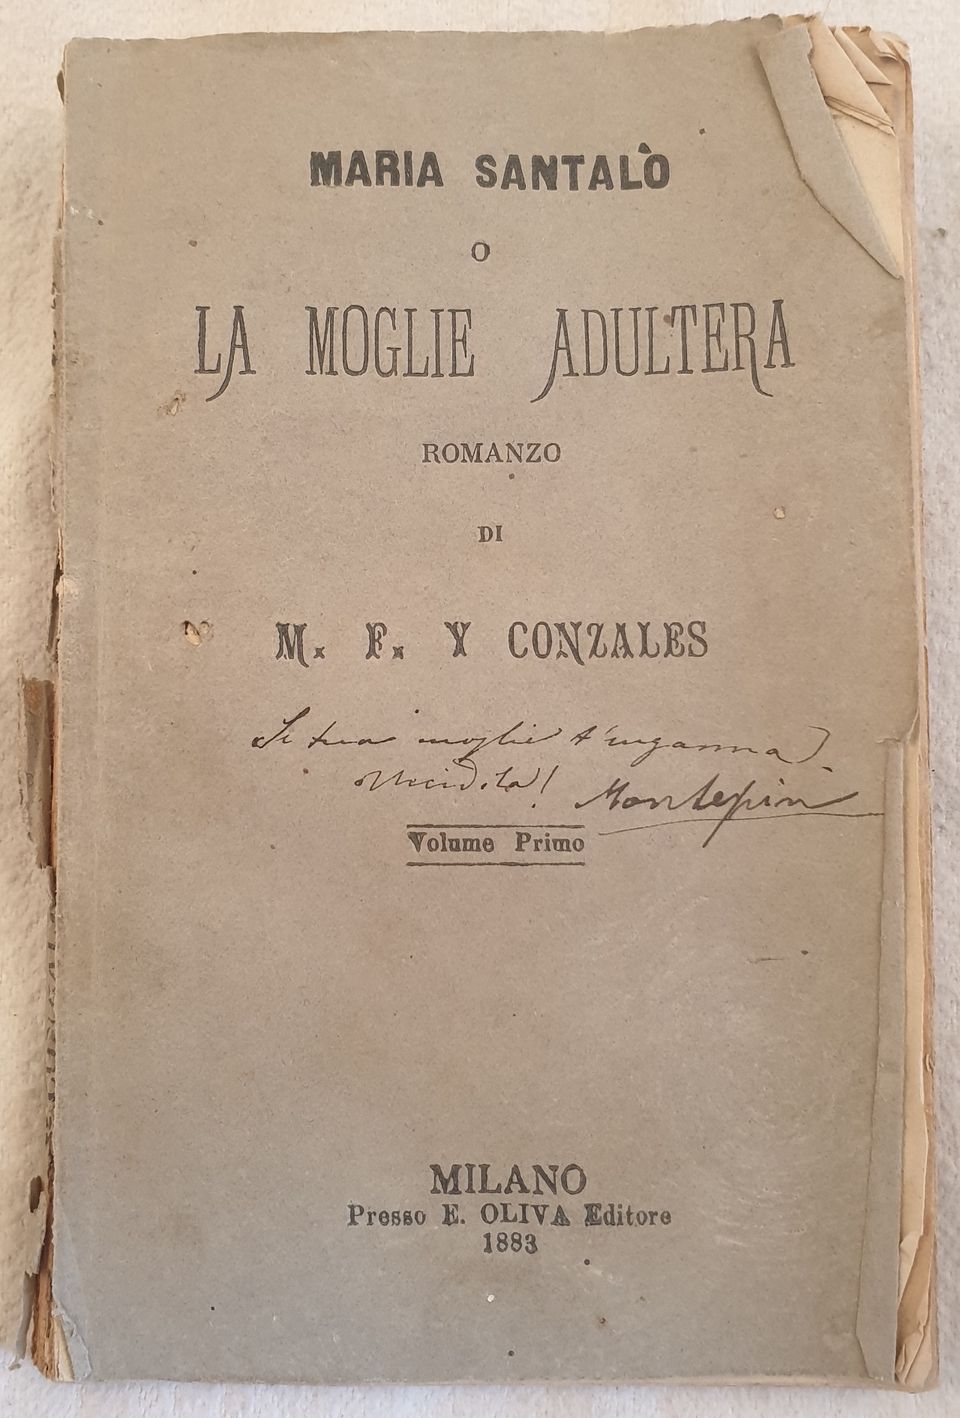 MARIA SANTALÒ
O
LA MOGLIE ADULTERA
ROMANZO
DI
M. F. Y CONZALES
Se tua moglie t'inganna,
Uccidila! Montepin
Volume Primo
MILANO
Presso E. OLIVA Editore
1883